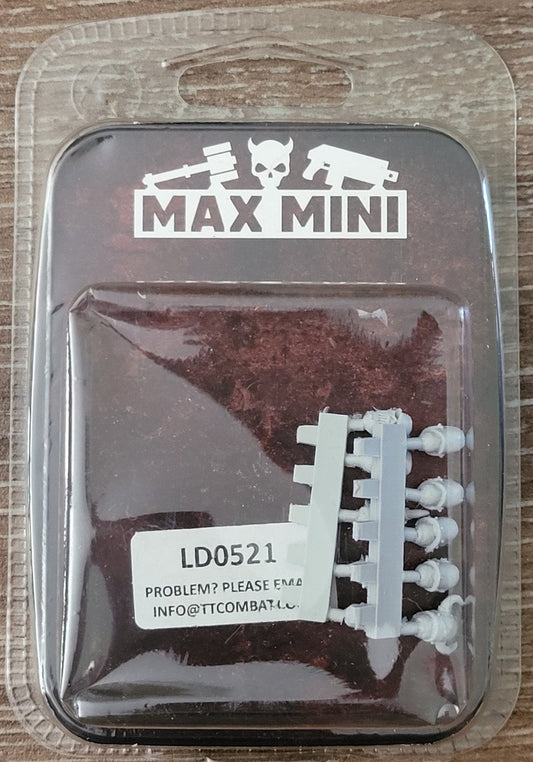 MAX MINI
LD0521
PROBLEM? PLEASE EMA
INFO@TTCOMBAT.CO